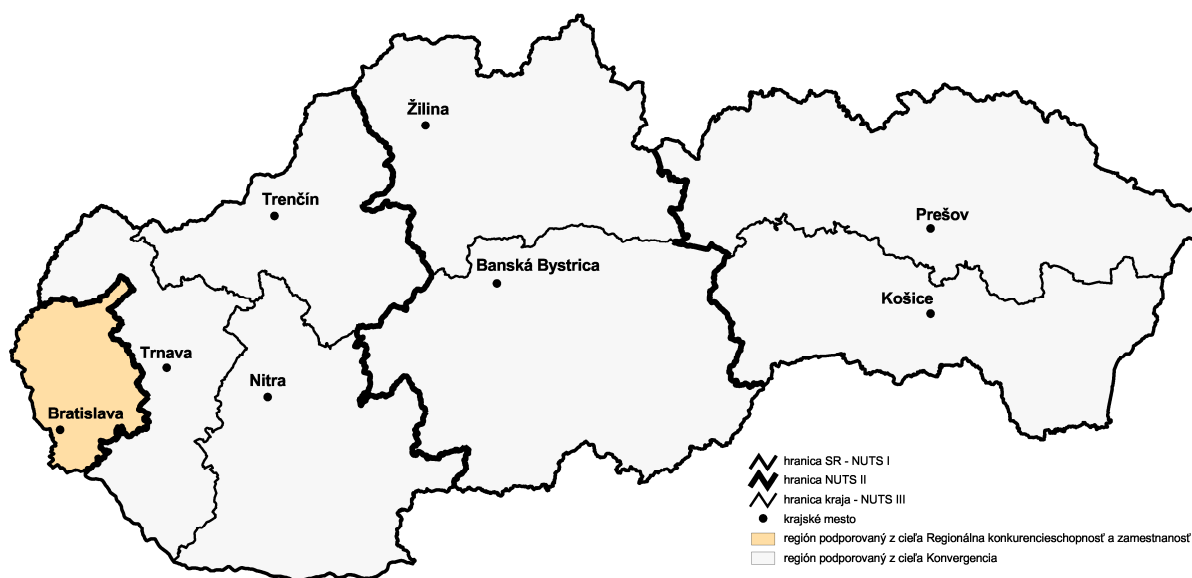 Žilina
Trenčín
Prešov
Banská Bystrica
Košice
Trnava
Nitra
Bratislava
hranica SR - NUTS I
hranica NUTS II
hranica kraja - NUTS III
krajské mesto
región podporovaný z cieľa Regionálna konkurencieschopnosť a zamestnanosť
región podporovaný z cieľa Konvergencia